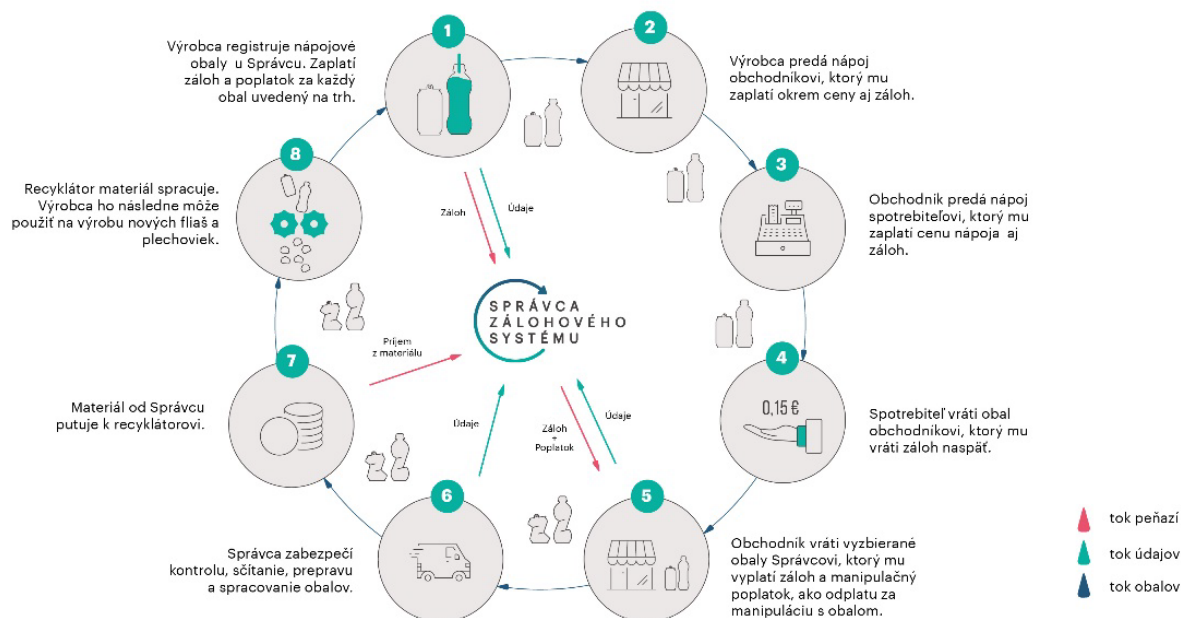 1
Výrobca registruje nápojové
obaly u Správcu. Zaplatí
záloh a poplatok za každý
obal uvedený na trh.
2
Výrobca predá nápoj
obchodníkovi, ktorý mu
zaplatí okrem ceny aj záloh.
3
Obchodník predá nápoj
spotrebiteľovi, ktorý mu
zaplatí cenu nápoja aj
záloh.
4
0,15 €
Spotrebiteľ vráti obal
obchodníkovi, ktorý mu
vráti záloh naspäť.
5
Obchodník vráti vyzbierané
obaly Správcovi, ktorý mu
vyplatí záloh a manipulačný
poplatok, ako odplatu za
manipuláciu s obalom.
6
Správca zabezpečí
kontrolu, sčítanie, prepravu
a spracovanie obalov.
7
Materiál od Správcu
putuje k recyklátorovi.
8
Recyklátor materiál spracuje.
Výrobca ho následne môže
použiť na výrobu nových fliaš a
plechoviek.
Záloh
Údaje
SPRÁVCA
ZÁLOHOVÉHO
SYSTÉMU
Príjem
z materiálu
Údaje
Záloh
+
Poplatok
Údaje
tok peňazí
tok údajov
tok obalov